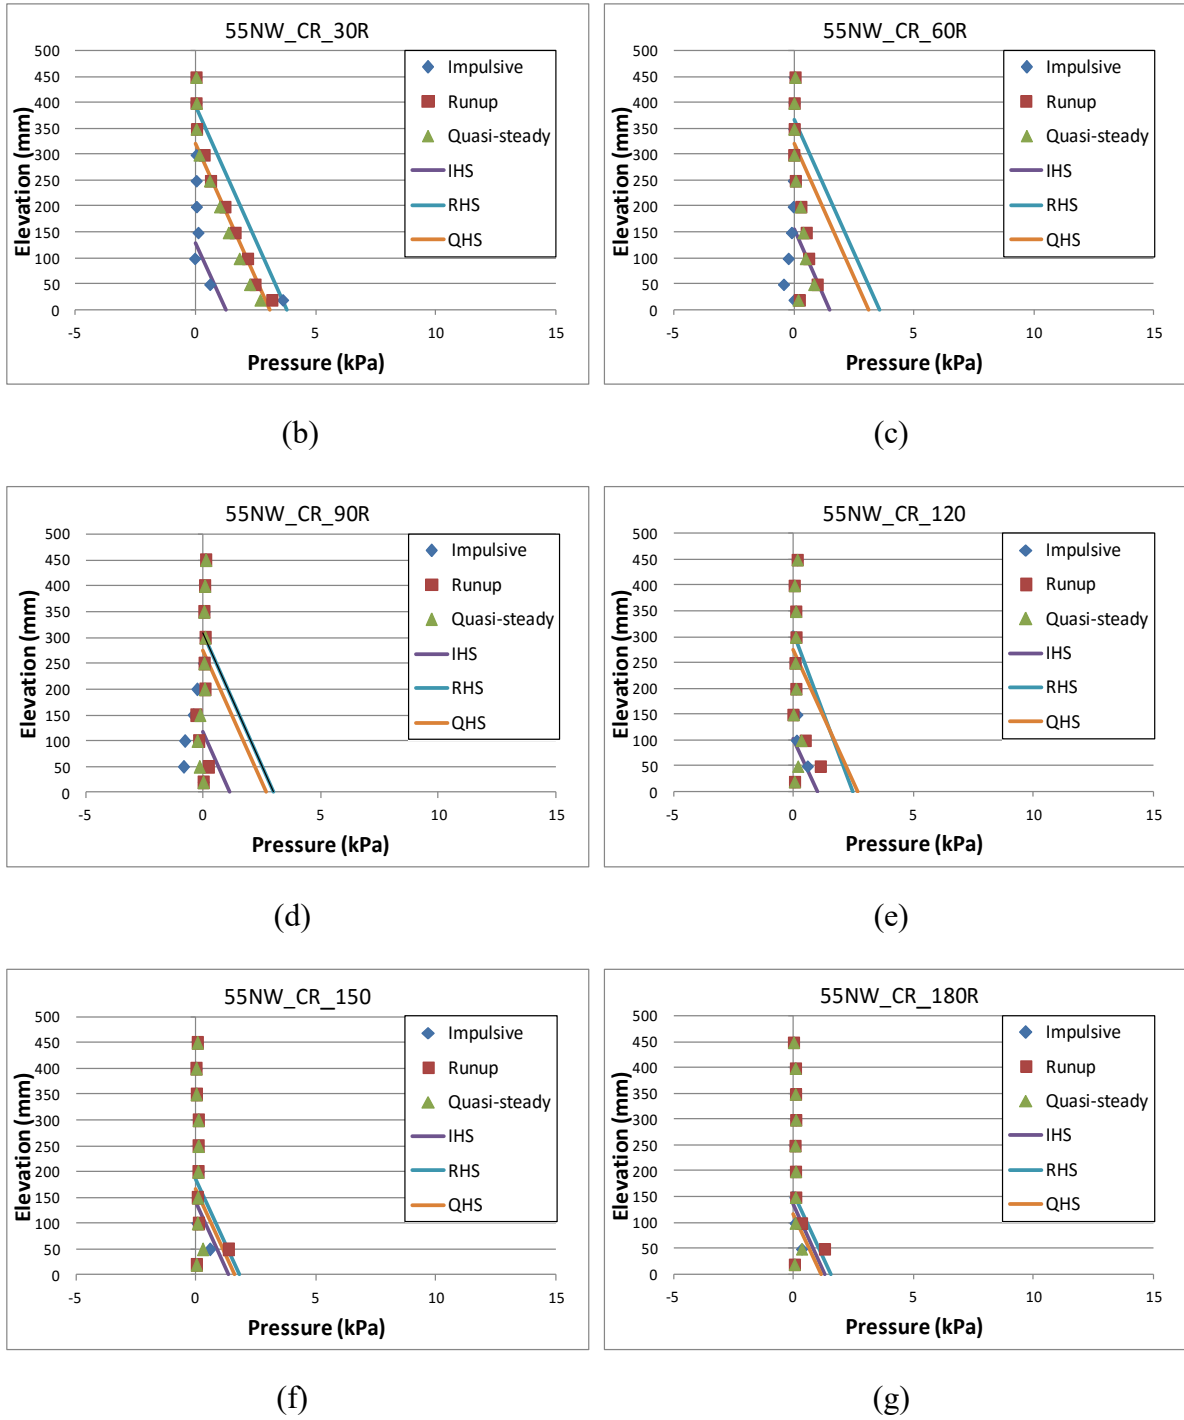 55NW_CR_30R
Elevation (mm)
500
450
400
350
300
250
200
150
100
50
0
-5 0 5 10 15
Pressure (kPa)
Impulsive
Runup
Quasi-steady
IHS
RHS
QHS
(b)
55NW_CR_60R
Elevation (mm)
500
450
400
350
300
250
200
150
100
50
0
-5 0 5 10 15
Pressure (kPa)
Impulsive
Runup
Quasi-steady
IHS
RHS
QHS
(c)
55NW_CR_90R
Elevation (mm)
500
450
400
350
300
250
200
150
100
50
0
-5 0 5 10 15
Pressure (kPa)
Impulsive
Runup
Quasi-steady
IHS
RHS
QHS
(d)
55NW_CR_120
Elevation (mm)
500
450
400
350
300
250
200
150
100
50
0
-5 0 5 10 15
Pressure (kPa)
Impulsive
Runup
Quasi-steady
IHS
RHS
QHS
(e)
55NW_CR_150
Elevation (mm)
500
450
400
350
300
250
200
150
100
50
0
-5 0 5 10 15
Pressure (kPa)
Impulsive
Runup
Quasi-steady
IHS
RHS
QHS
(f)
55NW_CR_180R
Elevation (mm)
500
450
400
350
300
250
200
150
100
50
0
-5 0 5 10 15
Pressure (kPa)
Impulsive
Runup
Quasi-steady
IHS
RHS
QHS
(g)